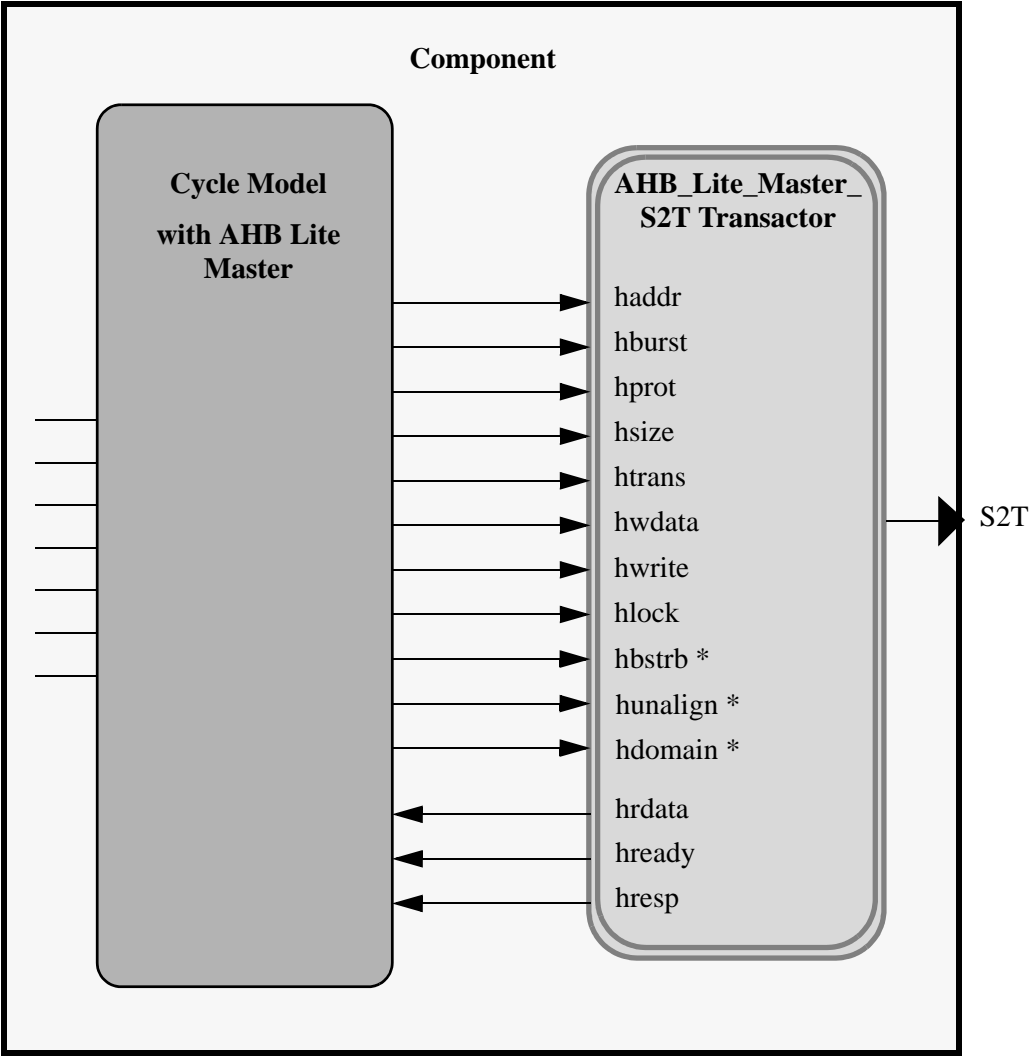 Component
Cycle Model
with AHB Lite
Master
AHB_Lite_Master_
S2T Transactor
haddr
hburst
hprot
hsize
htrans
hwdata
hwrite
hlock
hbstrb *
hunalign *
hdomain *
hrdata
hready
hresp
S2T